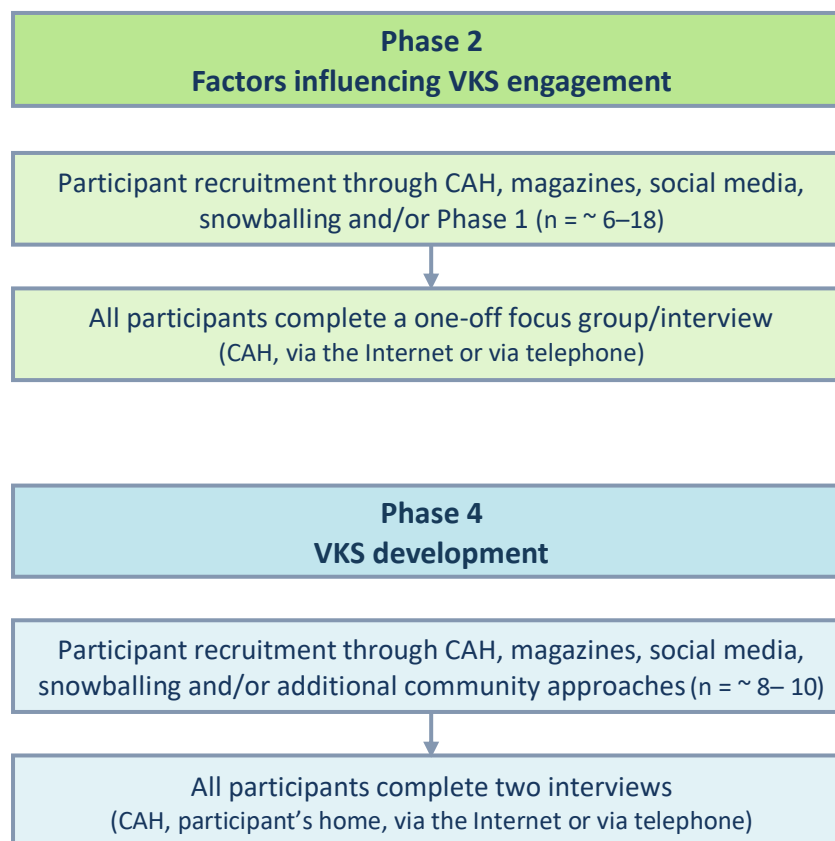 Phase 2
Factors influencing VKS engagement
Participant recruitment through CAH, magazines, social media,
snowballing and/or Phase 1 (n = ~ 6–18)
All participants complete a one-off focus group/interview
(CAH, via the Internet or via telephone)
Phase 4
VKS development
Participant recruitment through CAH, magazines, social media,
snowballing and/or additional community approaches (n = ~ 8– 10)
All participants complete two interviews
(CAH, participant's home, via the Internet or via telephone)